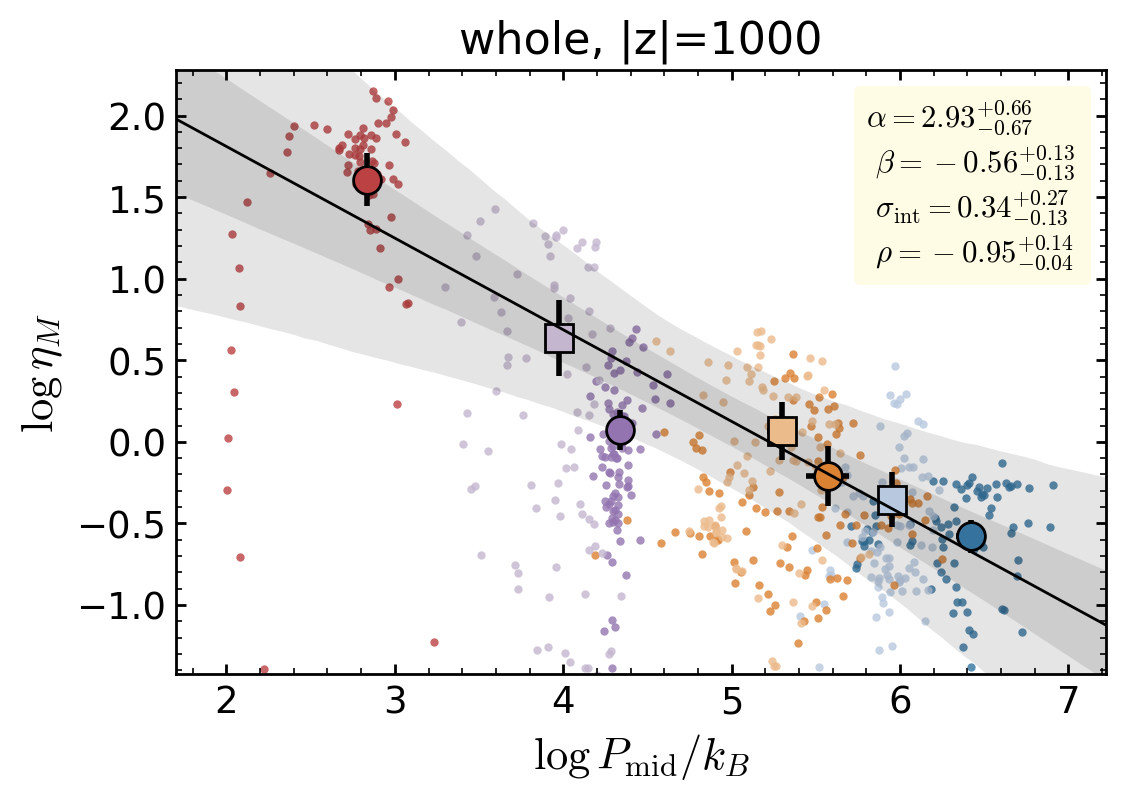 whole, |z|=1000
α = 2.93^{+0.66}_{-0.67}
β = −0.56^{+0.13}_{-0.13}
σ_int = 0.34^{+0.27}_{-0.13}
ρ = −0.95^{+0.14}_{-0.04}
log η_M
2.0
1.5
1.0
0.5
0.0
−0.5
−1.0
2 3 4 5 6 7
log P_mid/k_B